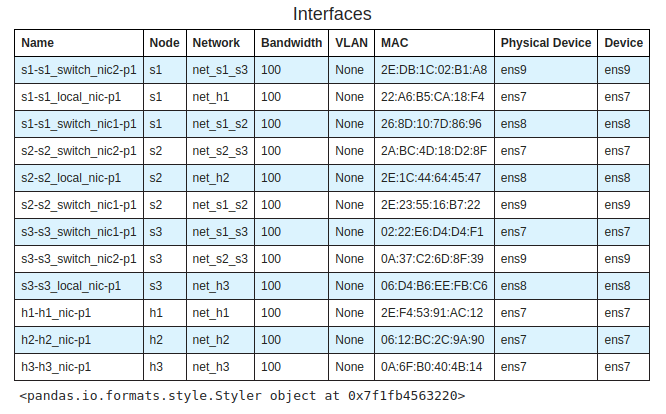 Interfaces
Name Node Network Bandwidth VLAN MAC Physical Device Device
s1-s1_switch_nic2-p1 s1 net_s1_s3 100 None 2E:DB:1C:02:B1:A8 ens9 ens9
s1-s1_local_nic-p1 s1 net_h1 100 None 22:A6:B5:CA:18:F4 ens7 ens7
s1-s1_switch_nic1-p1 s1 net_s1_s2 100 None 26:8D:10:7D:86:96 ens8 ens8
s2-s2_switch_nic2-p1 s2 net_s2_s3 100 None 2A:BC:4D:18:D2:8F ens7 ens7
s2-s2_local_nic-p1 s2 net_h2 100 None 2E:1C:44:64:45:47 ens8 ens8
s2-s2_switch_nic1-p1 s2 net_s1_s2 100 None 2E:23:55:16:B7:22 ens9 ens9
s3-s3_switch_nic1-p1 s3 net_s1_s3 100 None 02:22:E6:D4:D4:F1 ens7 ens7
s3-s3_switch_nic2-p1 s3 net_s2_s3 100 None 0A:37:C2:6D:8F:39 ens9 ens9
s3-s3_local_nic-p1 s3 net_h3 100 None 06:D4:B6:EE:FB:C6 ens8 ens8
h1-h1_nic-p1 h1 net_h1 100 None 2E:F4:53:91:AC:12 ens7 ens7
h2-h2_nic-p1 h2 net_h2 100 None 06:12:BC:2C:9A:90 ens7 ens7
h3-h3_nic-p1 h3 net_h3 100 None 0A:6F:B0:40:4B:14 ens7 ens7
<pandas.io.formats.style.Styler object at 0x7f1fb4563220>